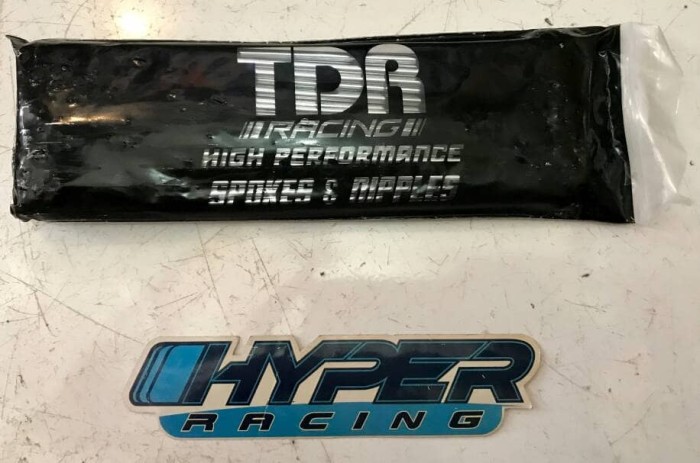 TDR
RACING
HIGH PERFORMANCE
SPOKES & NIPPLES
HYPER
RACING